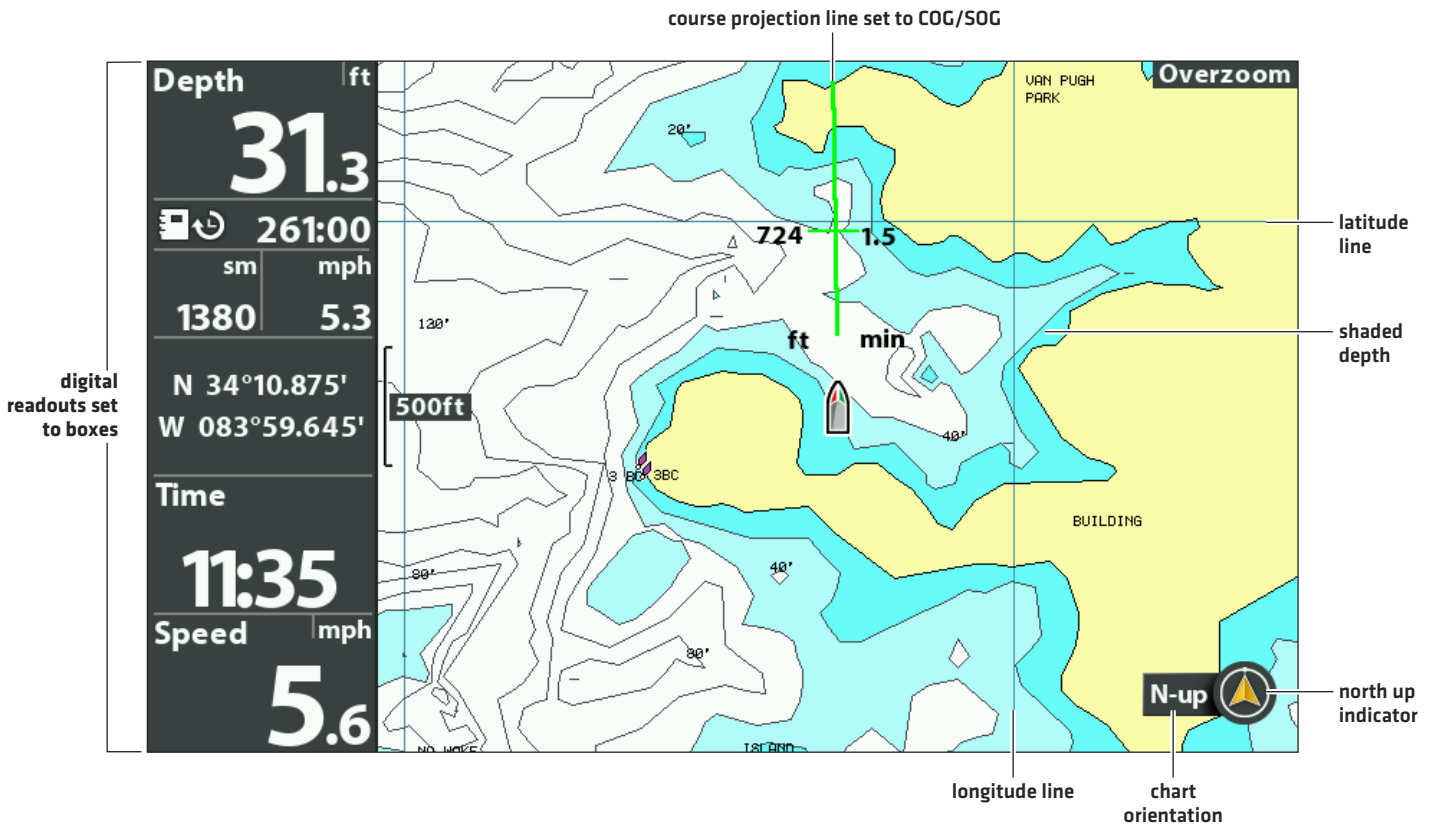 course projection line set to COG/SOG
digital
readouts set
to boxes
Depth ft
31.3
261:00
sm mph
1380 5.3
N 34°10.875'
W 083°59.645'
Time
11:35
Speed mph
5.6
Overzoom
VAN PUGH
PARK
20'
724 1.5
ft min
120'
500ft
40'
3BC
BUILDING
80'
40'
80'
N-up
NO WAKE
ISLAND
latitude
line
shaded
depth
north up
indicator
longitude line
chart
orientation